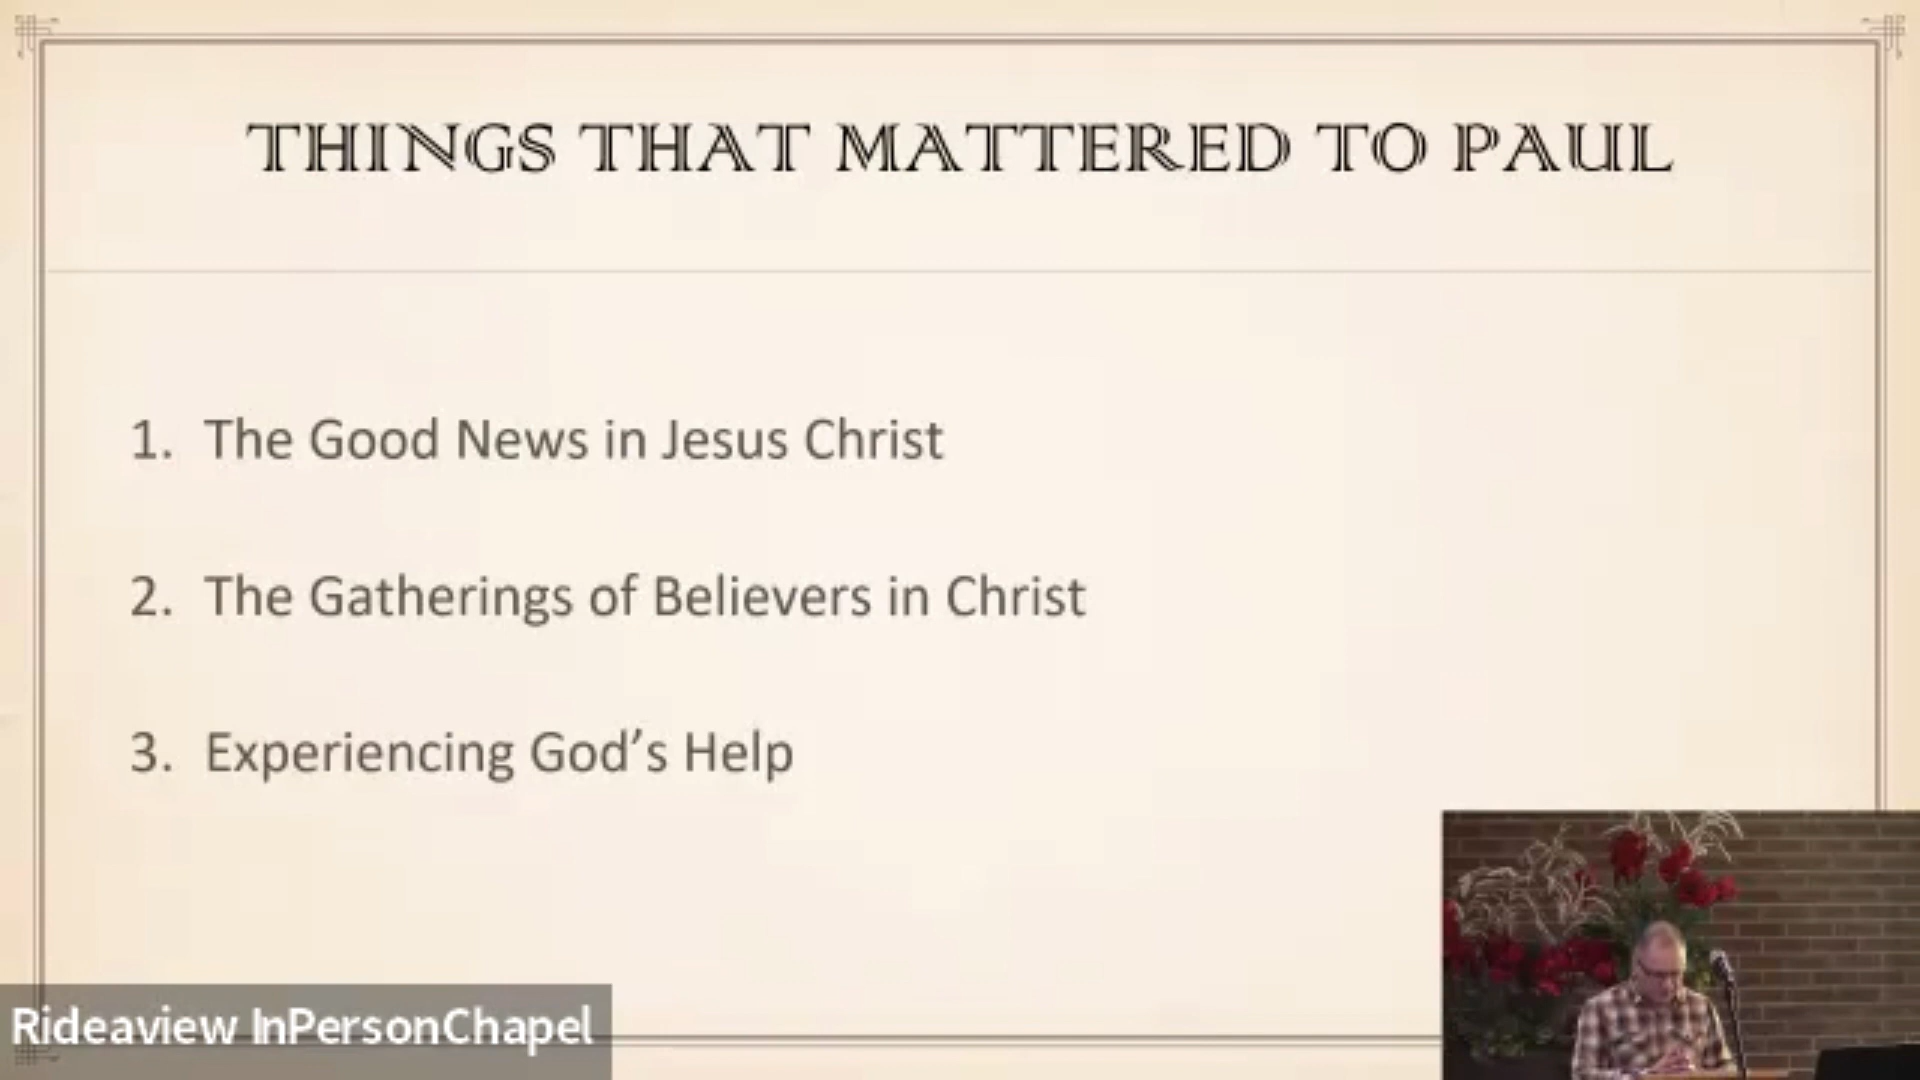 THINGS THAT MATTERED TO PAUL
1. The Good News in Jesus Christ
2. The Gatherings of Believers in Christ
3. Experiencing God's Help
Rideaview InPersonChapel